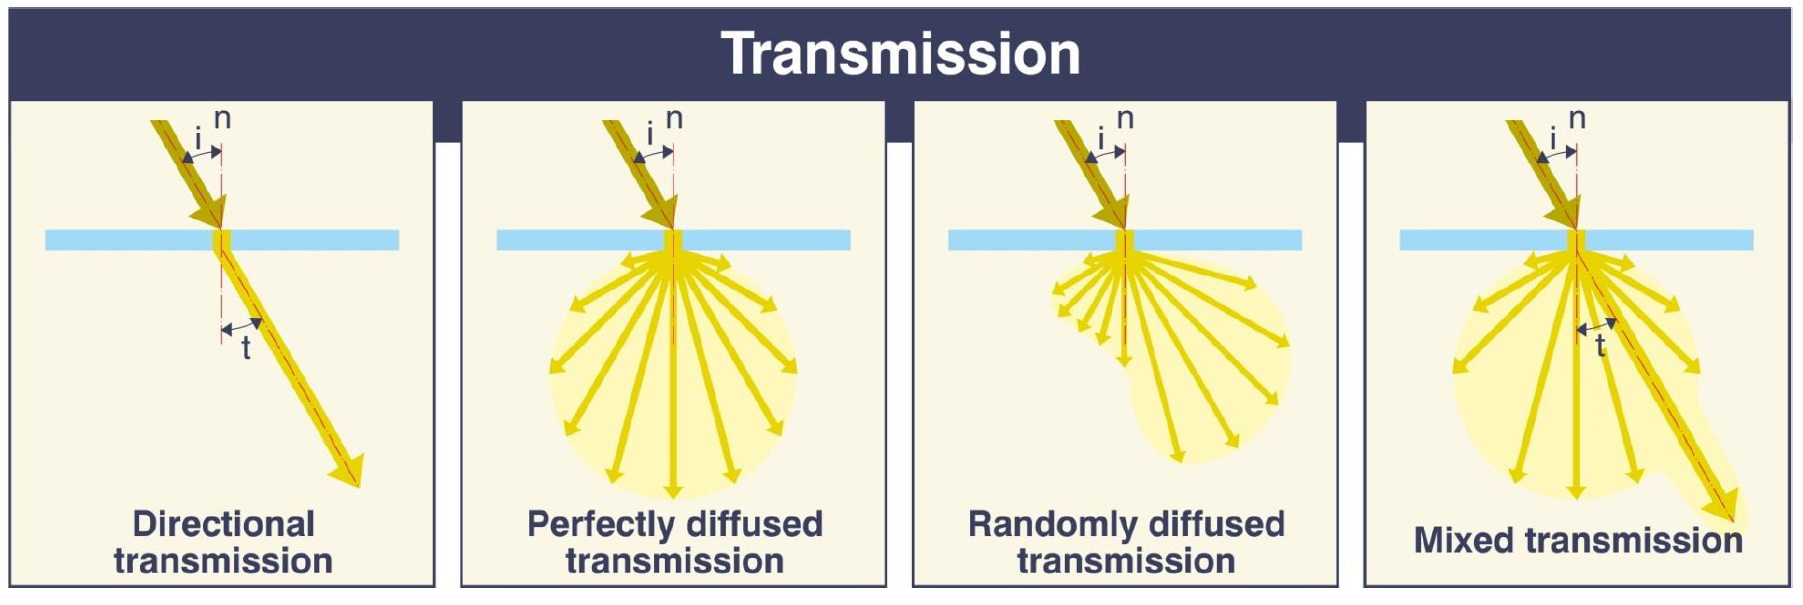 Transmission
n
i
t
Directional
transmission
n
i
Perfectly diffused
transmission
n
i
Randomly diffused
transmission
n
i
t
Mixed transmission